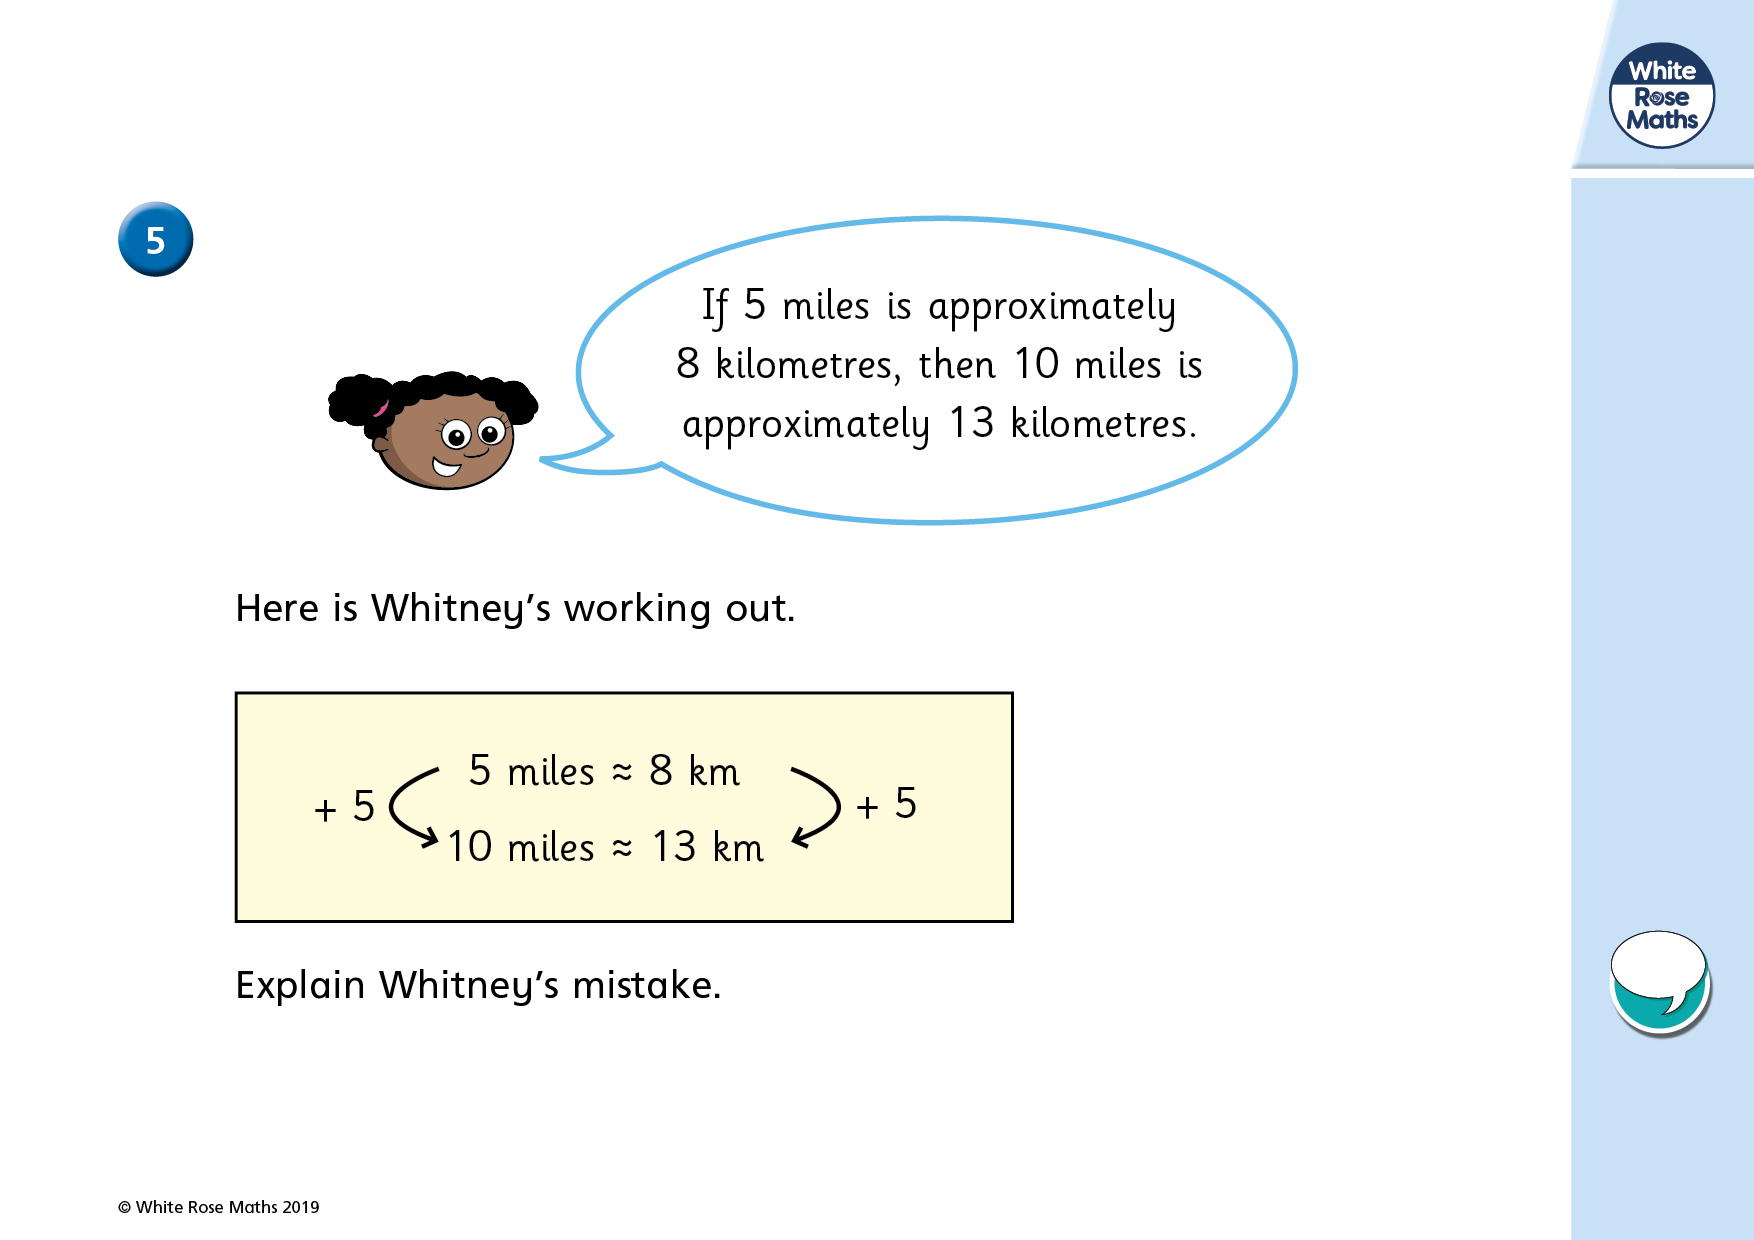 White
Rose
Maths
5
If 5 miles is approximately
8 kilometres, then 10 miles is
approximately 13 kilometres.
Here is Whitney’s working out.
5 miles ≈ 8 km
+ 5
+ 5
10 miles ≈ 13 km
Explain Whitney’s mistake.
© White Rose Maths 2019